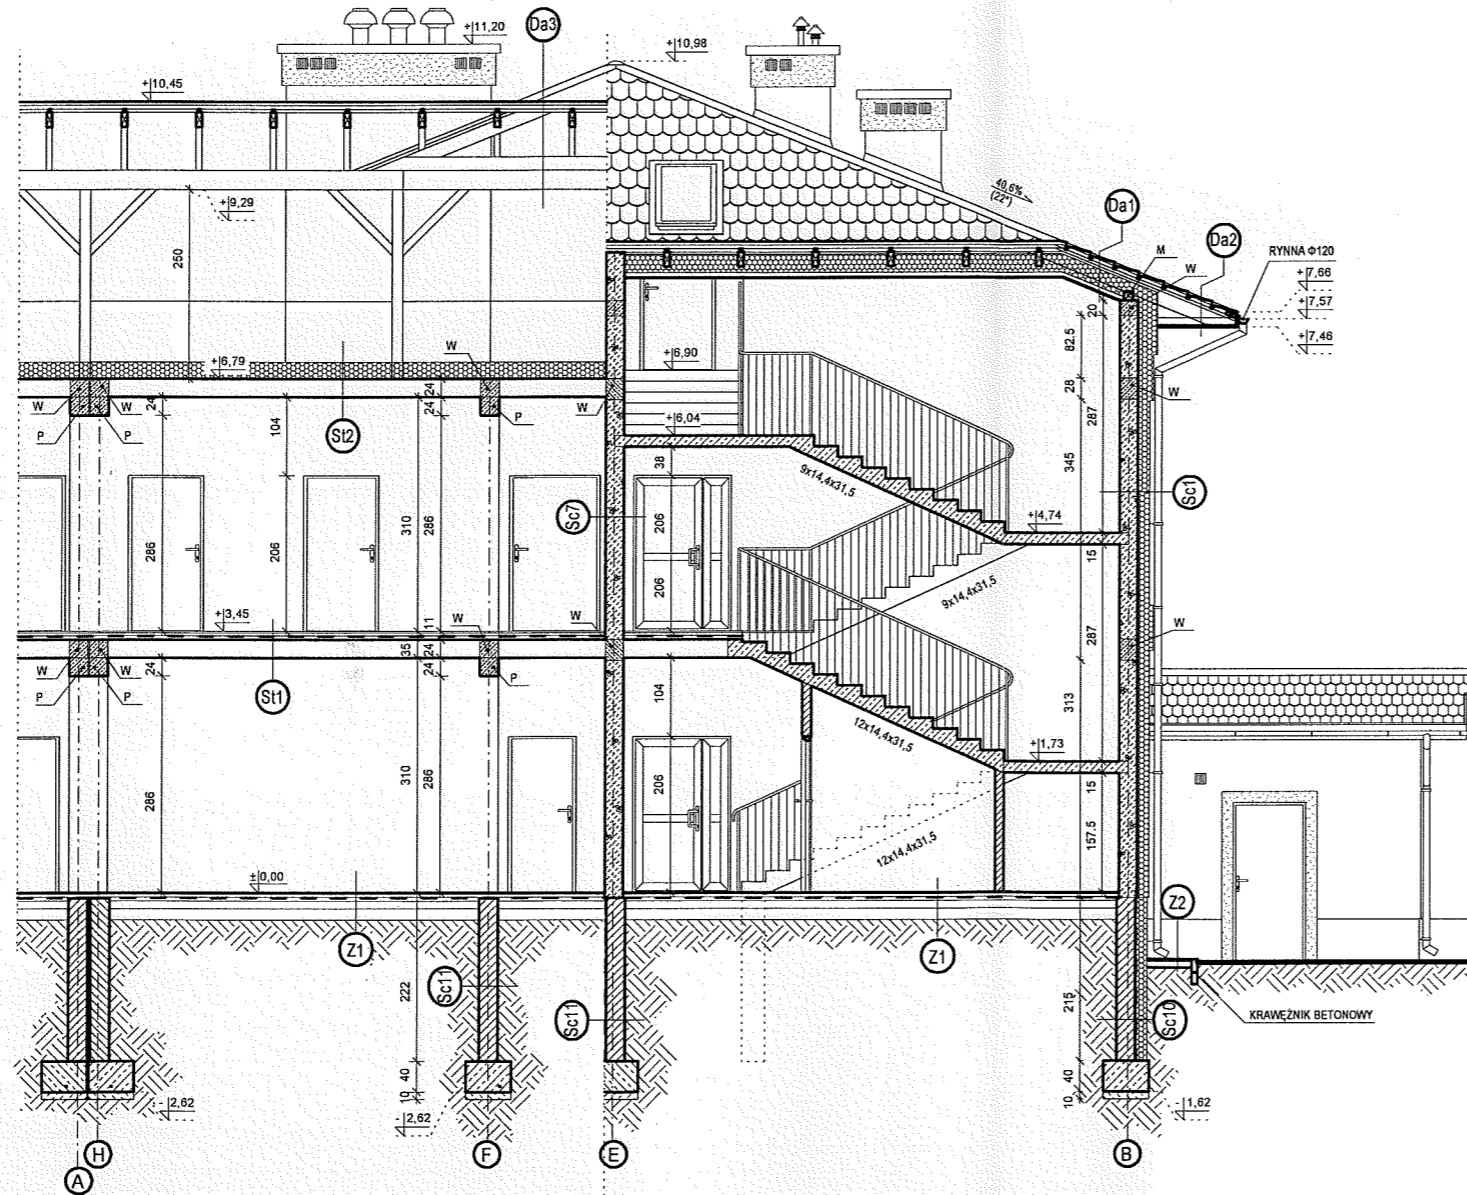 Da3
+11,20
+10,98
+10,45
40,6%
(22°)
Da1
Da2
M
W
RYNNA Φ120
+7,66
+7,57
+7,46
+9,29
250
20
82.5
+6,79
W
+6,90
28
W
W
24
W
24
24
W
P
P
P
St2
104
+6,04
287
38
9x14,4x31,5
345
Sc7
Sc1
206
+4,74
286
206
310
286
15
206
9x14,4x31,5
+3,45
11
W
W
W
W
W
35
24
24
24
P
P
P
287
St1
104
313
12x14,4x31,5
+1,73
286
310
286
206
15
12x14,4x31,5
157.5
±0,00
Z1
Z1
Z2
222
Sc11
Sc11
215
Sc10
KRAWĘŻNIK BETONOWY
40
10
40
10
- 2,62
- 2,62
- 1,62
H
F
E
B
A